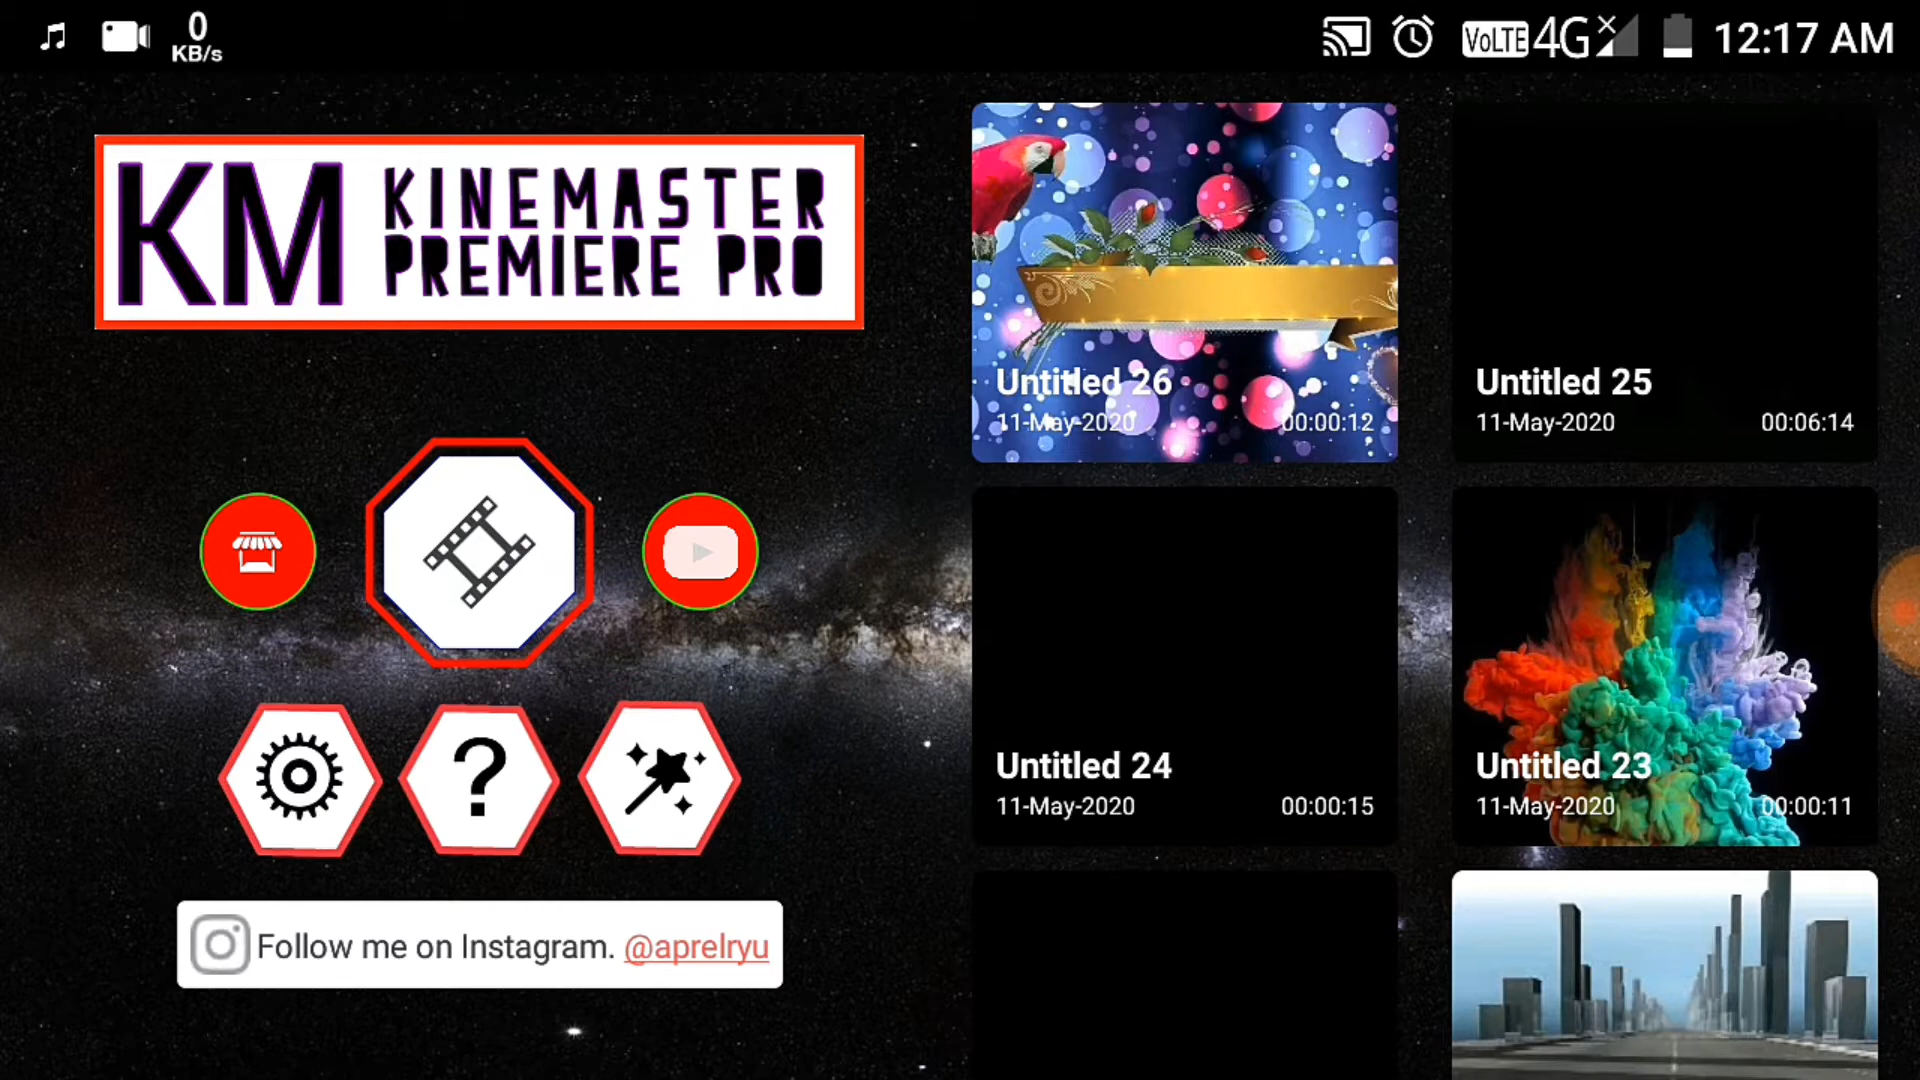 0
KB/s
VoLTE 4G
12:17 AM
KM
KINEMASTER
PREMIERE PRO
Untitled 26
11-May-2020 00:00:12
Untitled 25
11-May-2020 00:06:14
Untitled 24
11-May-2020 00:00:15
Untitled 23
11-May-2020 00:00:11
?
Follow me on Instagram. @aprelryu